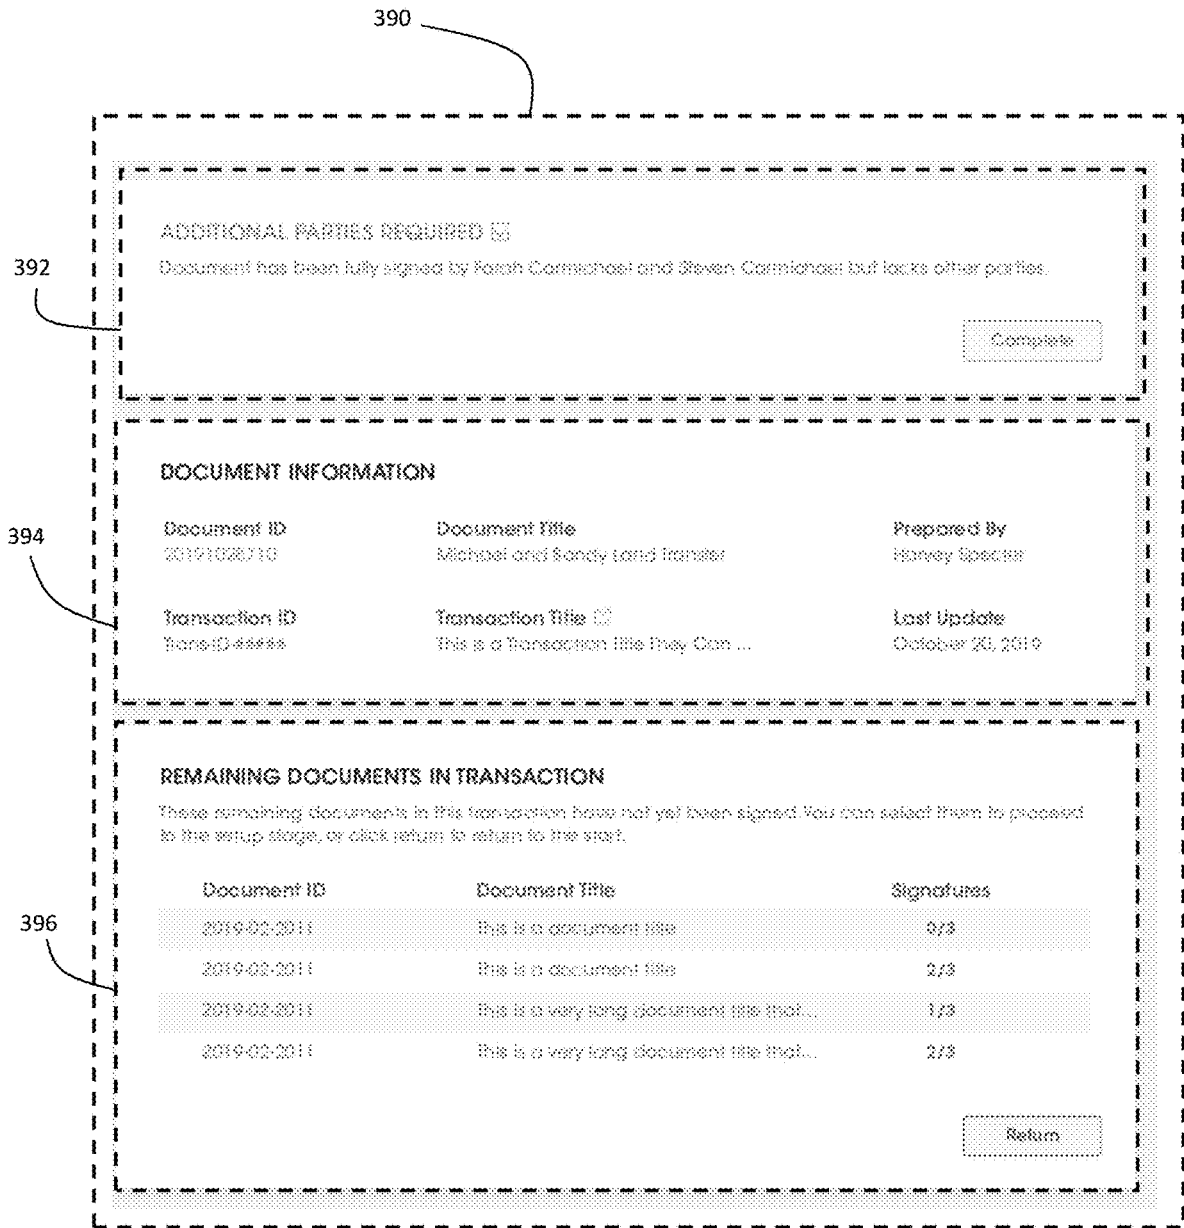 390
ADDITIONAL PARTIES REQUIRED
392
Document has been fully signed by Farah Carmichael and Steven Carmichael but lacks other parties.
Complete
DOCUMENT INFORMATION
394
Document ID Document Title Prepared By
20191028710 Michael and Sandy Land Transfer Harvey Specter
Transaction ID Transaction Title Last Update
Trans-ID-##### This is a Transaction Title They Can ... October 20, 2019
REMAINING DOCUMENTS IN TRANSACTION
These remaining documents in this transaction have not yet been signed. You can select them to proceed
to the setup stage, or click return to return to the start.
Document ID Document Title Signatures
396
2019-02-2011 This is a document title 0/3
2019-02-2011 This is a document title 2/3
2019-02-2011 This is a very long document title that... 1/3
2019-02-2011 This is a very long document title that... 2/3
Return